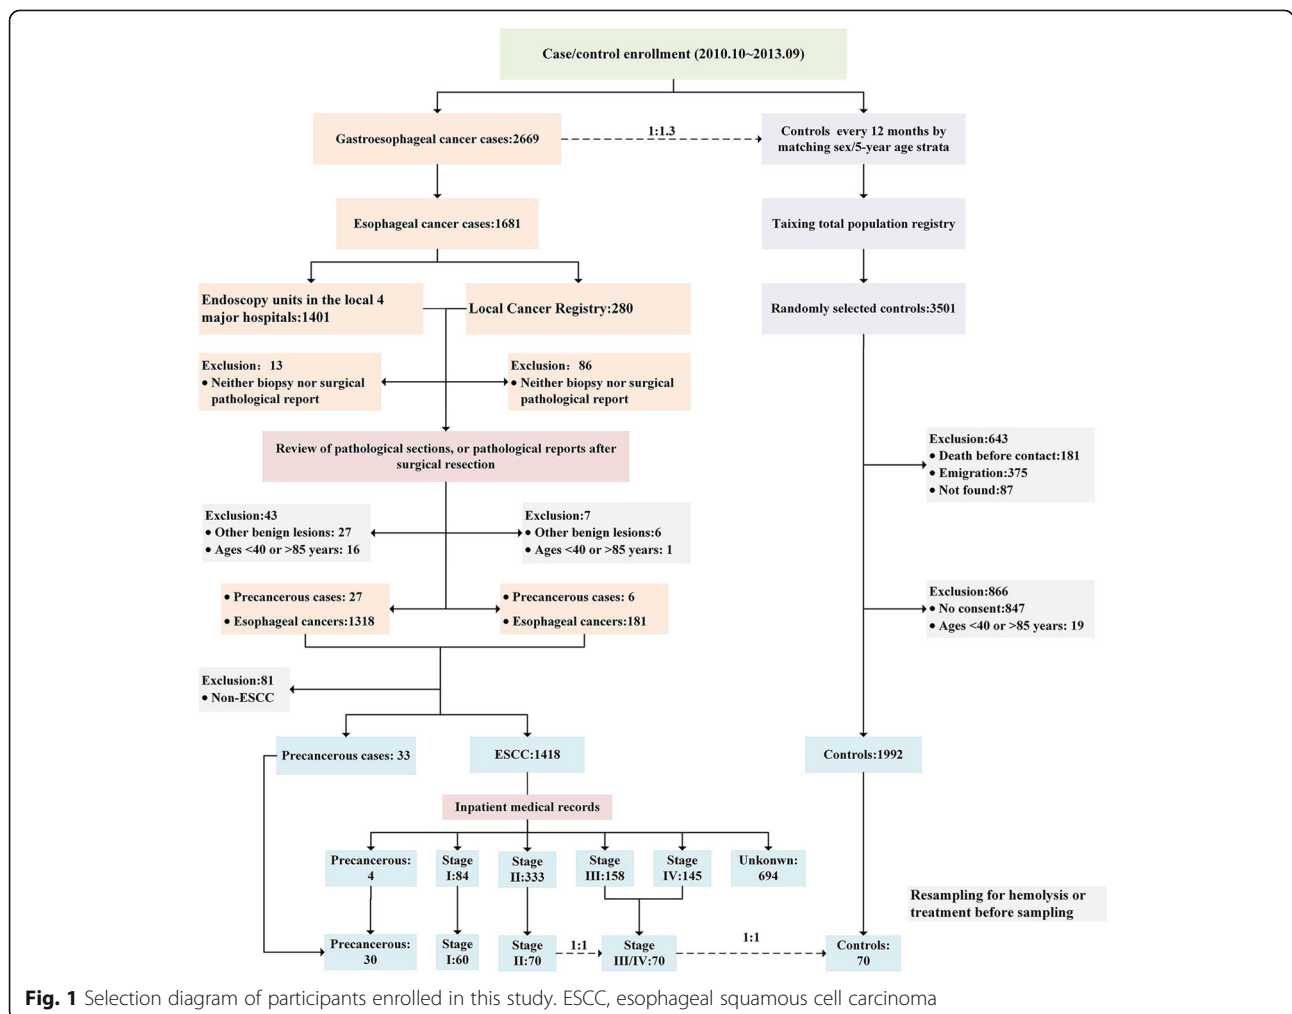 Case/control enrollment (2010.10~2013.09)
Gastroesophageal cancer cases:2669
1:1.3
Controls every 12 months by
matching sex/5-year age strata
Esophageal cancer cases:1681
Taixing total population registry
Endoscopy units in the local 4
major hospitals:1401
Local Cancer Registry:280
Randomly selected controls:3501
Exclusion: 13
• Neither biopsy nor surgical
pathological report
Exclusion: 86
• Neither biopsy nor surgical
pathological report
Review of pathological sections, or pathological reports after
surgical resection
Exclusion:643
• Death before contact:181
• Emigration:375
• Not found:87
Exclusion:43
• Other benign lesions: 27
• Ages <40 or >85 years: 16
Exclusion:7
• Other benign lesions:6
• Ages <40 or >85 years: 1
• Precancerous cases: 27
• Esophageal cancers:1318
• Precancerous cases: 6
• Esophageal cancers:181
Exclusion:866
• No consent:847
• Ages <40 or >85 years: 19
Exclusion:81
• Non-ESCC
Precancerous cases: 33
ESCC:1418
Controls:1992
Inpatient medical records
Precancerous:
4
Stage
I:84
Stage
II:333
Stage
III:158
Stage
IV:145
Unkonwn:
694
Resampling for hemolysis or
treatment before sampling
Precancerous:
30
Stage
I:60
Stage
II:70
1:1
Stage
III/IV:70
1:1
Controls:
70
Fig. 1 Selection diagram of participants enrolled in this study. ESCC, esophageal squamous cell carcinoma